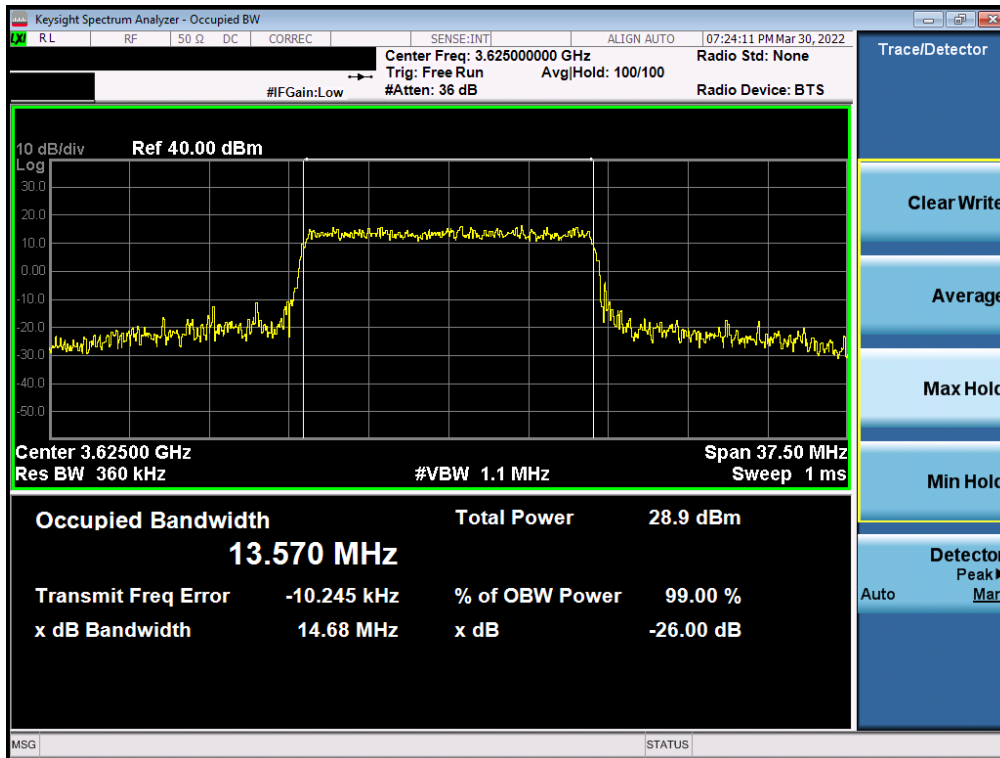 Keysight Spectrum Analyzer - Occupied BW
LXI RL RF 50 Ω DC CORREC SENSE:INT ALIGN AUTO 07:24:11 PM Mar 30, 2022
Center Freq: 3.625000000 GHz Radio Std: None
Trig: Free Run Avg|Hold: 100/100
#IFGain:Low #Atten: 36 dB Radio Device: BTS
Trace/Detector
10 dB/div Ref 40.00 dBm
Log
30.0
20.0
10.0
0.00
-10.0
-20.0
-30.0
-40.0
-50.0
Center 3.62500 GHz Span 37.50 MHz
Res BW 360 kHz #VBW 1.1 MHz Sweep 1 ms
Occupied Bandwidth Total Power 28.9 dBm
13.570 MHz
Transmit Freq Error -10.245 kHz % of OBW Power 99.00 %
x dB Bandwidth 14.68 MHz x dB -26.00 dB
Clear Write
Average
Max Hold
Min Hold
Detector
Peak
Auto Man
MSG STATUS